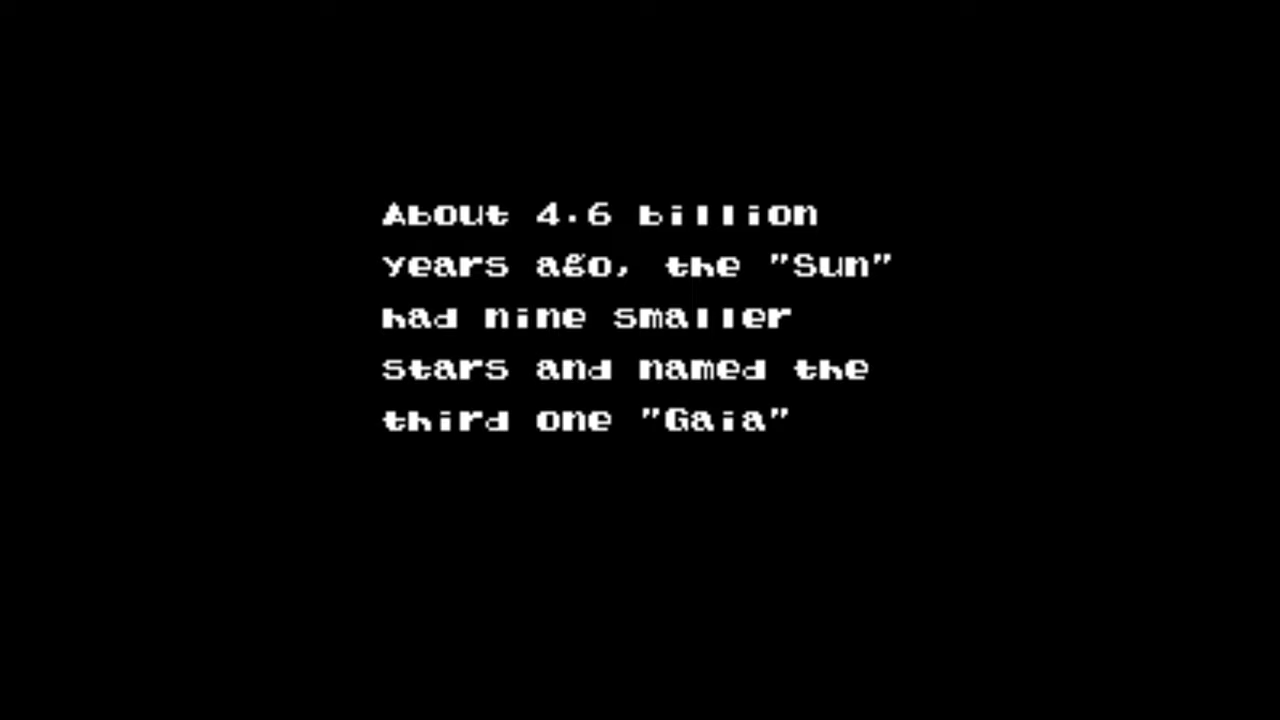 About 4.6 billion
years ago, the "Sun"
had nine smaller
stars and named the
third one "Gaia"